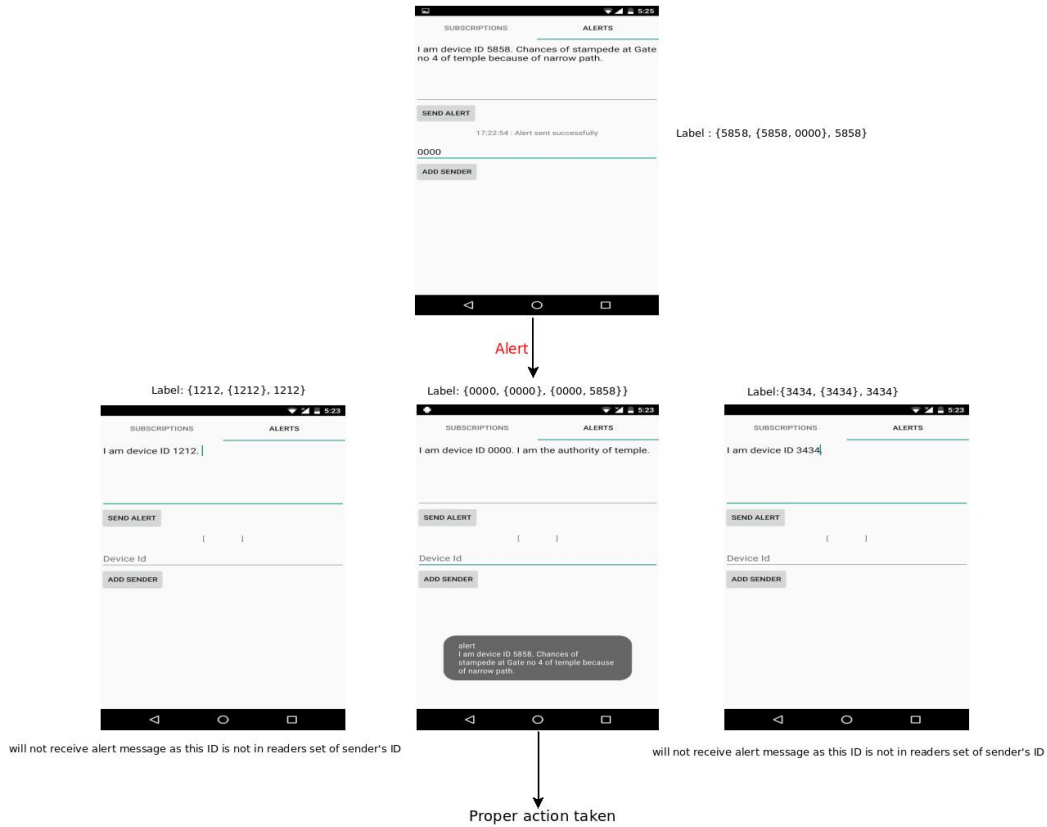 5:25
SUBSCRIPTIONS ALERTS
I am device ID 5858. Chances of stampede at Gate
no 4 of temple because of narrow path.
SEND ALERT
17:22:54 : Alert sent successfully
0000
ADD SENDER
Label : {5858, {5858, 0000}, 5858}
Alert
Label: {1212, {1212}, 1212}
5:23
SUBSCRIPTIONS ALERTS
I am device ID 1212.
SEND ALERT
[ ]
Device Id
ADD SENDER
will not receive alert message as this ID is not in readers set of sender's ID
Label: {0000, {0000}, {0000, 5858}}
5:23
SUBSCRIPTIONS ALERTS
I am device ID 0000. I am the authority of temple.
SEND ALERT
[ ]
Device Id
ADD SENDER
alert
I am device ID 5858. Chances of
stampede at Gate no 4 of temple because
of narrow path.
Label:{3434, {3434}, 3434}
5:23
SUBSCRIPTIONS ALERTS
I am device ID 3434.
SEND ALERT
[ ]
Device Id
ADD SENDER
will not receive alert message as this ID is not in readers set of sender's ID
Proper action taken